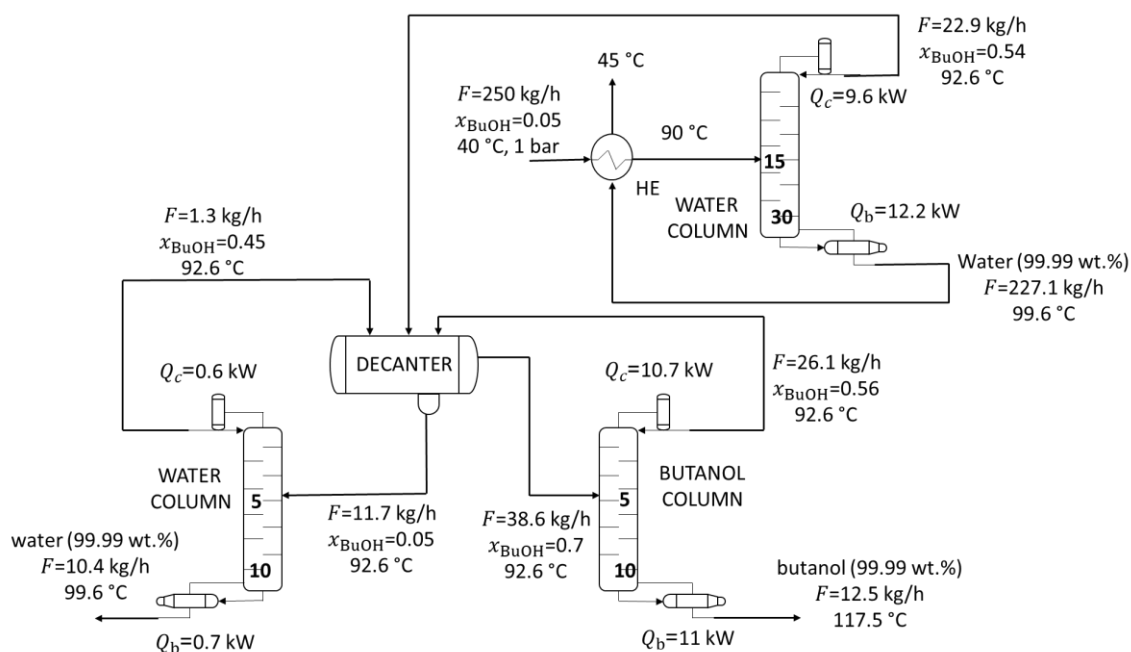 F=22.9 kg/h
x_BuOH=0.54
92.6 °C
45 °C
Q_c=9.6 kW
F=250 kg/h
x_BuOH=0.05
40 °C, 1 bar
90 °C
15
HE
WATER
COLUMN
30
Q_b=12.2 kW
Water (99.99 wt.%)
F=227.1 kg/h
99.6 °C
F=1.3 kg/h
x_BuOH=0.45
92.6 °C
DECANTER
Q_c=0.6 kW
Q_c=10.7 kW
F=26.1 kg/h
x_BuOH=0.56
92.6 °C
WATER
COLUMN
5
10
F=11.7 kg/h
x_BuOH=0.05
92.6 °C
F=38.6 kg/h
x_BuOH=0.7
92.6 °C
5
10
BUTANOL
COLUMN
water (99.99 wt.%)
F=10.4 kg/h
99.6 °C
Q_b=0.7 kW
butanol (99.99 wt.%)
F=12.5 kg/h
117.5 °C
Q_b=11 kW